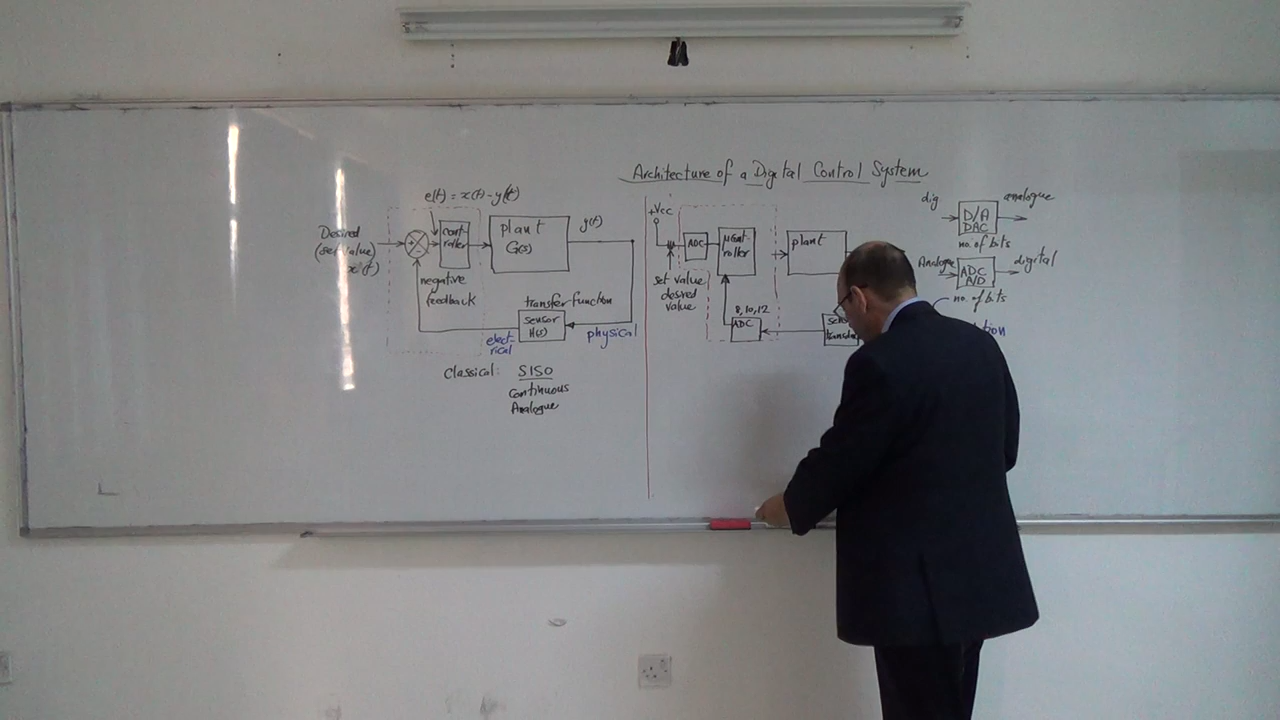 Architecture of a Digital Control System
e(t) = x(t) - y(t)
Desired
(set value)
x(t)
+
-
cont-
roller
plant
G(s)
y(t)
negative
feedback
transfer function
sensor
H(s)
elect-
rical
physical
Classical: SISO
Continuous
Analogue
+Vcc
ADC
μCont-
roller
plant
set value
desired
value
8, 10, 12
ADC
dig
D/A
DAC
analogue
no. of bits
Analogue
ADC
A/D
digital
no. of bits